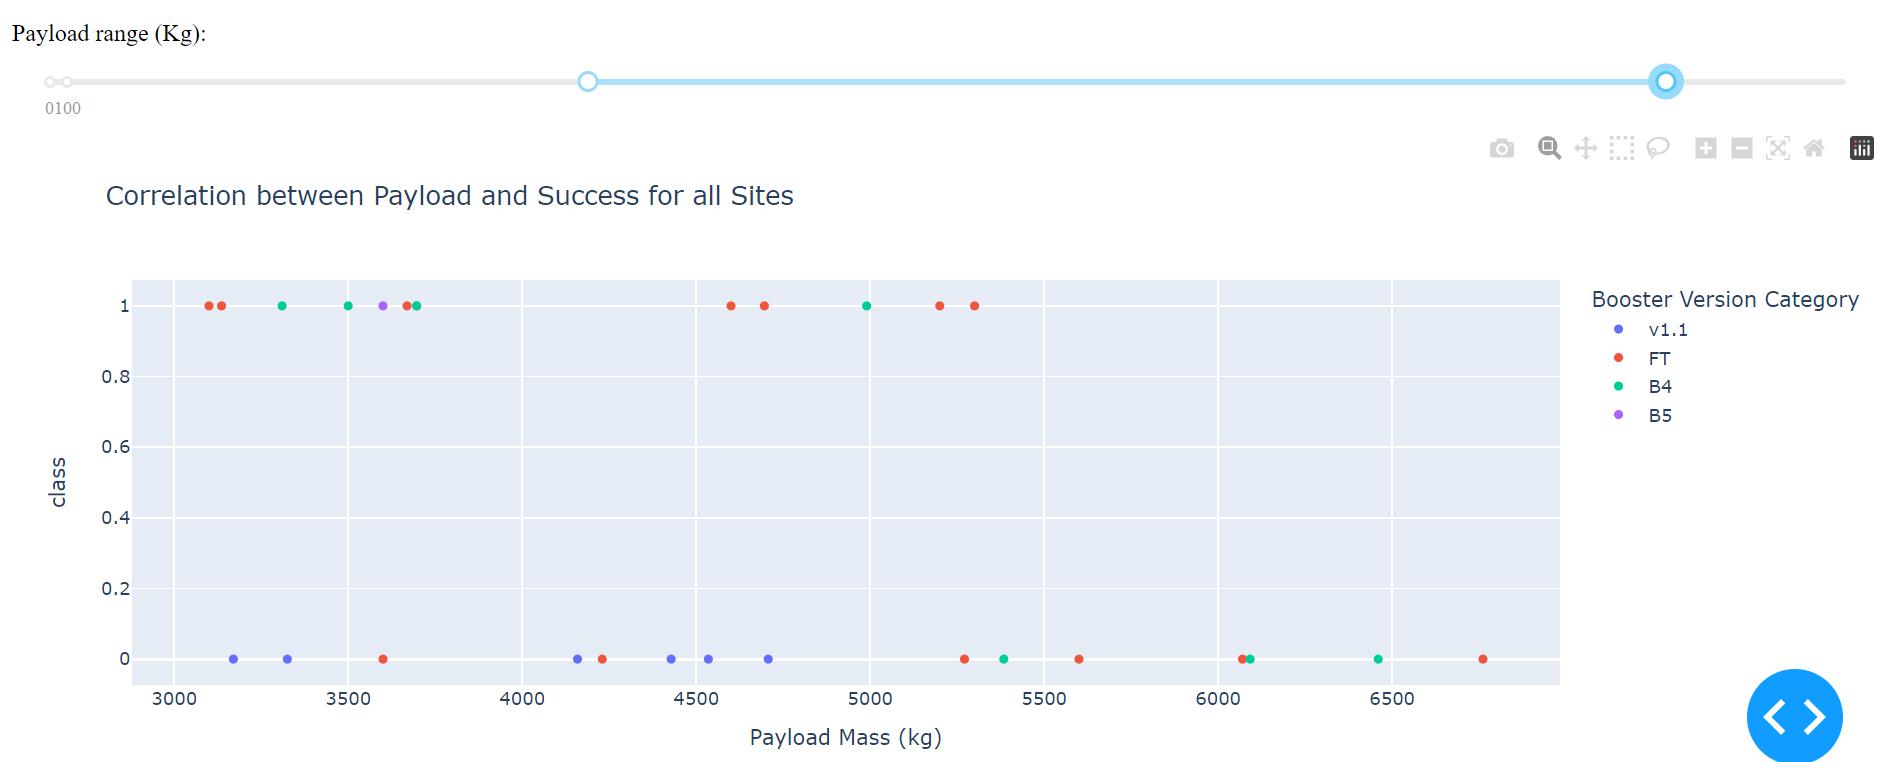 Payload range (Kg):
0100
Correlation between Payload and Success for all Sites
Booster Version Category
v1.1
FT
B4
B5
class
1
0.8
0.6
0.4
0.2
0
3000 3500 4000 4500 5000 5500 6000 6500
Payload Mass (kg)